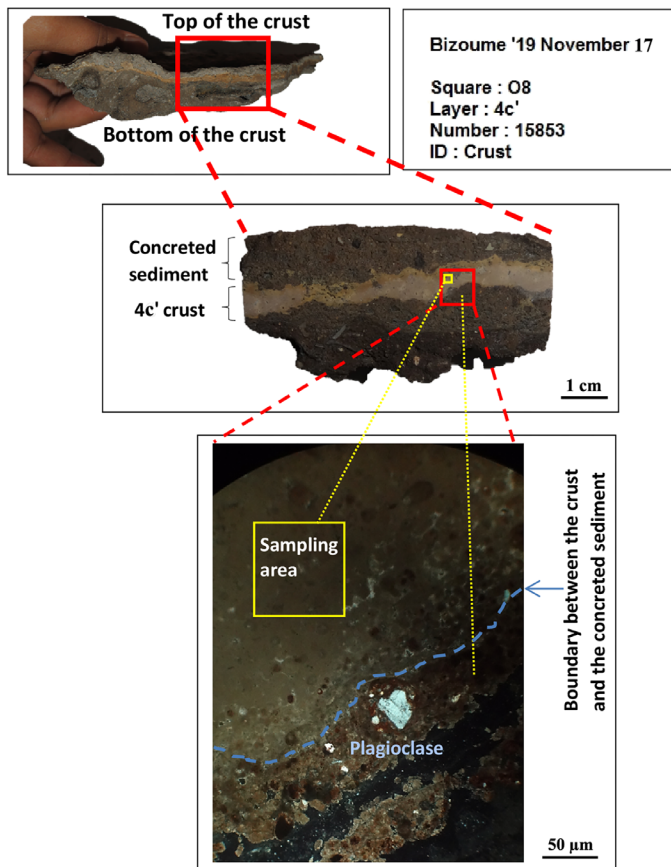 Top of the crust
Bottom of the crust
Bizoume '19 November 17
Square : O8
Layer : 4c'
Number : 15853
ID : Crust
Concreted
sediment
4c' crust
1 cm
Sampling
area
Plagioclase
Boundary between the crust
and the concreted sediment
50 µm